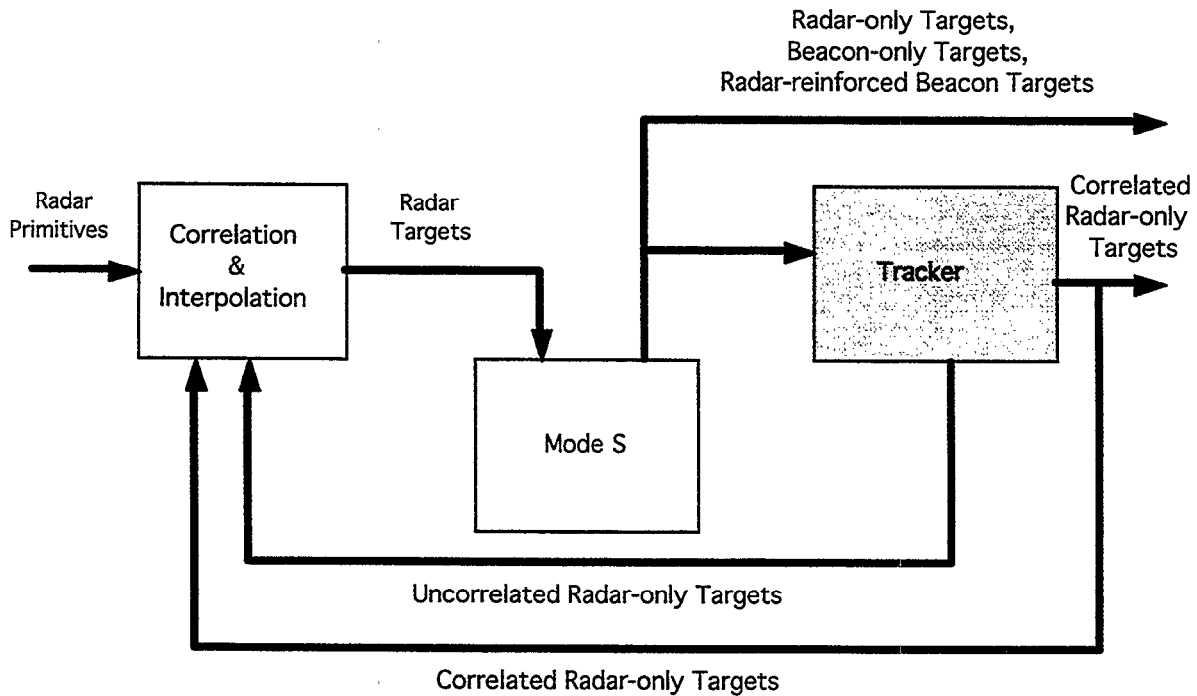 Radar-only Targets,
Beacon-only Targets,
Radar-reinforced Beacon Targets
Radar
Primitives
Correlation
&
Interpolation
Radar
Targets
Tracker
Correlated
Radar-only
Targets
Mode S
Uncorrelated Radar-only Targets
Correlated Radar-only Targets